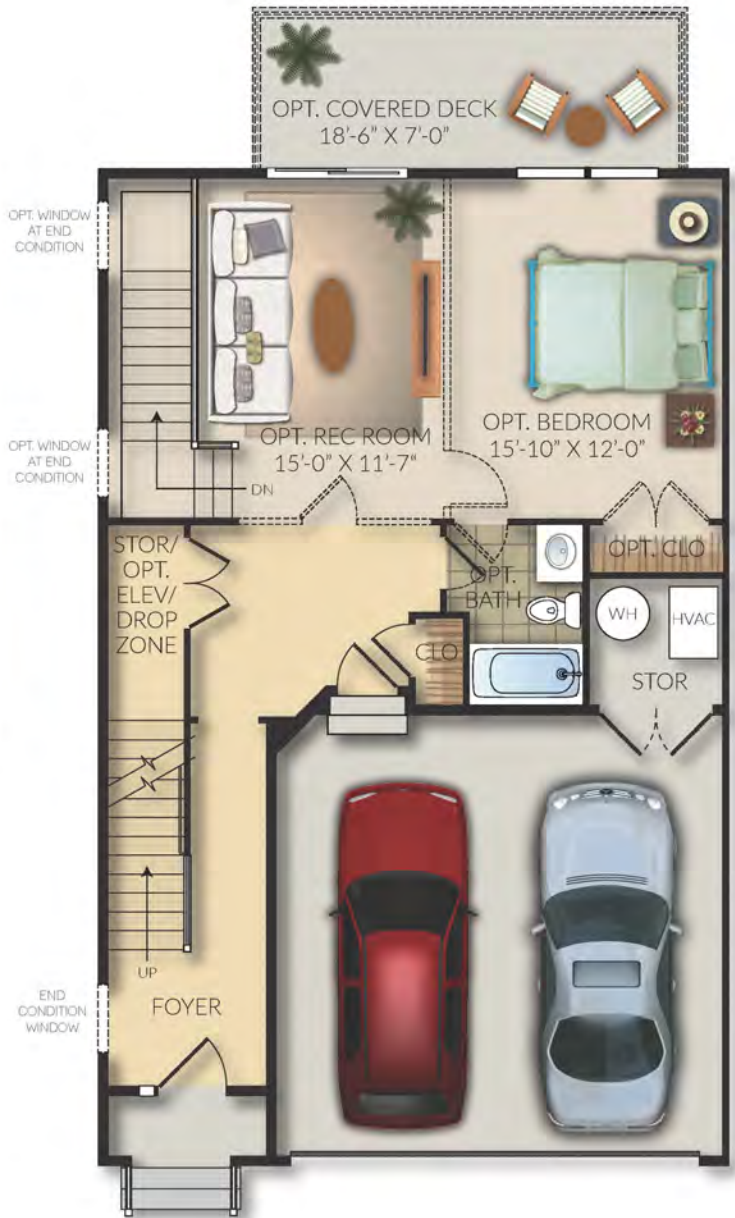 OPT. COVERED DECK
18'-6" X 7'-0"
OPT. WINDOW
AT END
CONDITION
OPT. REC ROOM
15'-0" X 11'-7"
OPT. BEDROOM
15'-10" X 12'-0"
OPT. WINDOW
AT END
CONDITION
DN
STOR/
OPT.
ELEV/
DROP
ZONE
OPT.
BATH
OPT. CLO
WH
HVAC
CLO
STOR
UP
END
CONDITION
WINDOW
FOYER